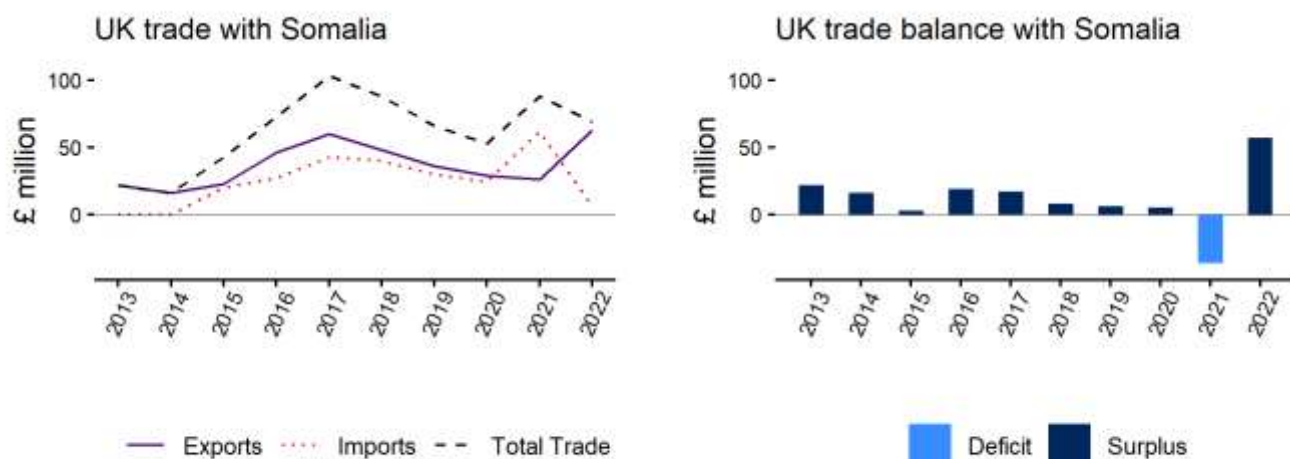 UK trade with Somalia
100
50
0
£ million
2013
2014
2015
2016
2017
2018
2019
2020
2021
2022
Exports
Imports
Total Trade
UK trade balance with Somalia
100
50
0
£ million
2013
2014
2015
2016
2017
2018
2019
2020
2021
2022
Deficit
Surplus